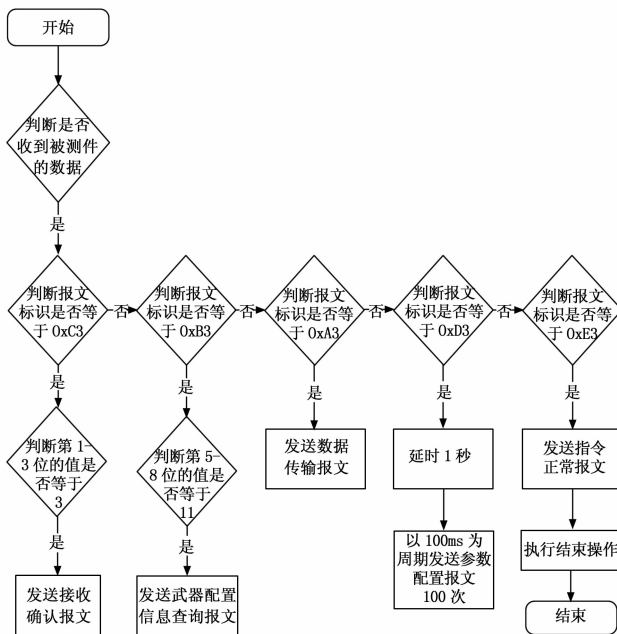 开始
判断是否
收到被测件
的数据
是
判断报文
标识是否等
于 0xC3
否
判断报文
标识是否等
于 0xB3
否
判断报文
标识是否等
于 0xA3
否
判断报文
标识是否等
于 0xD3
否
判断报文
标识是否等
于 0xE3
是
是
是
是
是
判断第 1-
3 位的值是
否等于
3
判断第 5-
8 位的值是
否等于
11
发送数据
传输报文
延时 1 秒
发送指令
正常报文
是
是
以 100ms 为
周期发送参数
配置报文
100 次
执行结束操作
发送接收
确认报文
发送武器配置
信息查询报文
结束